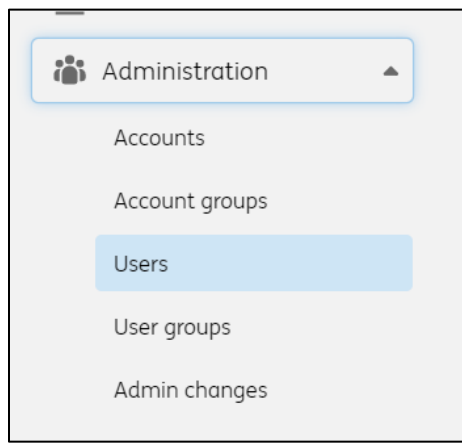 Administration
Accounts
Account groups
Users
User groups
Admin changes